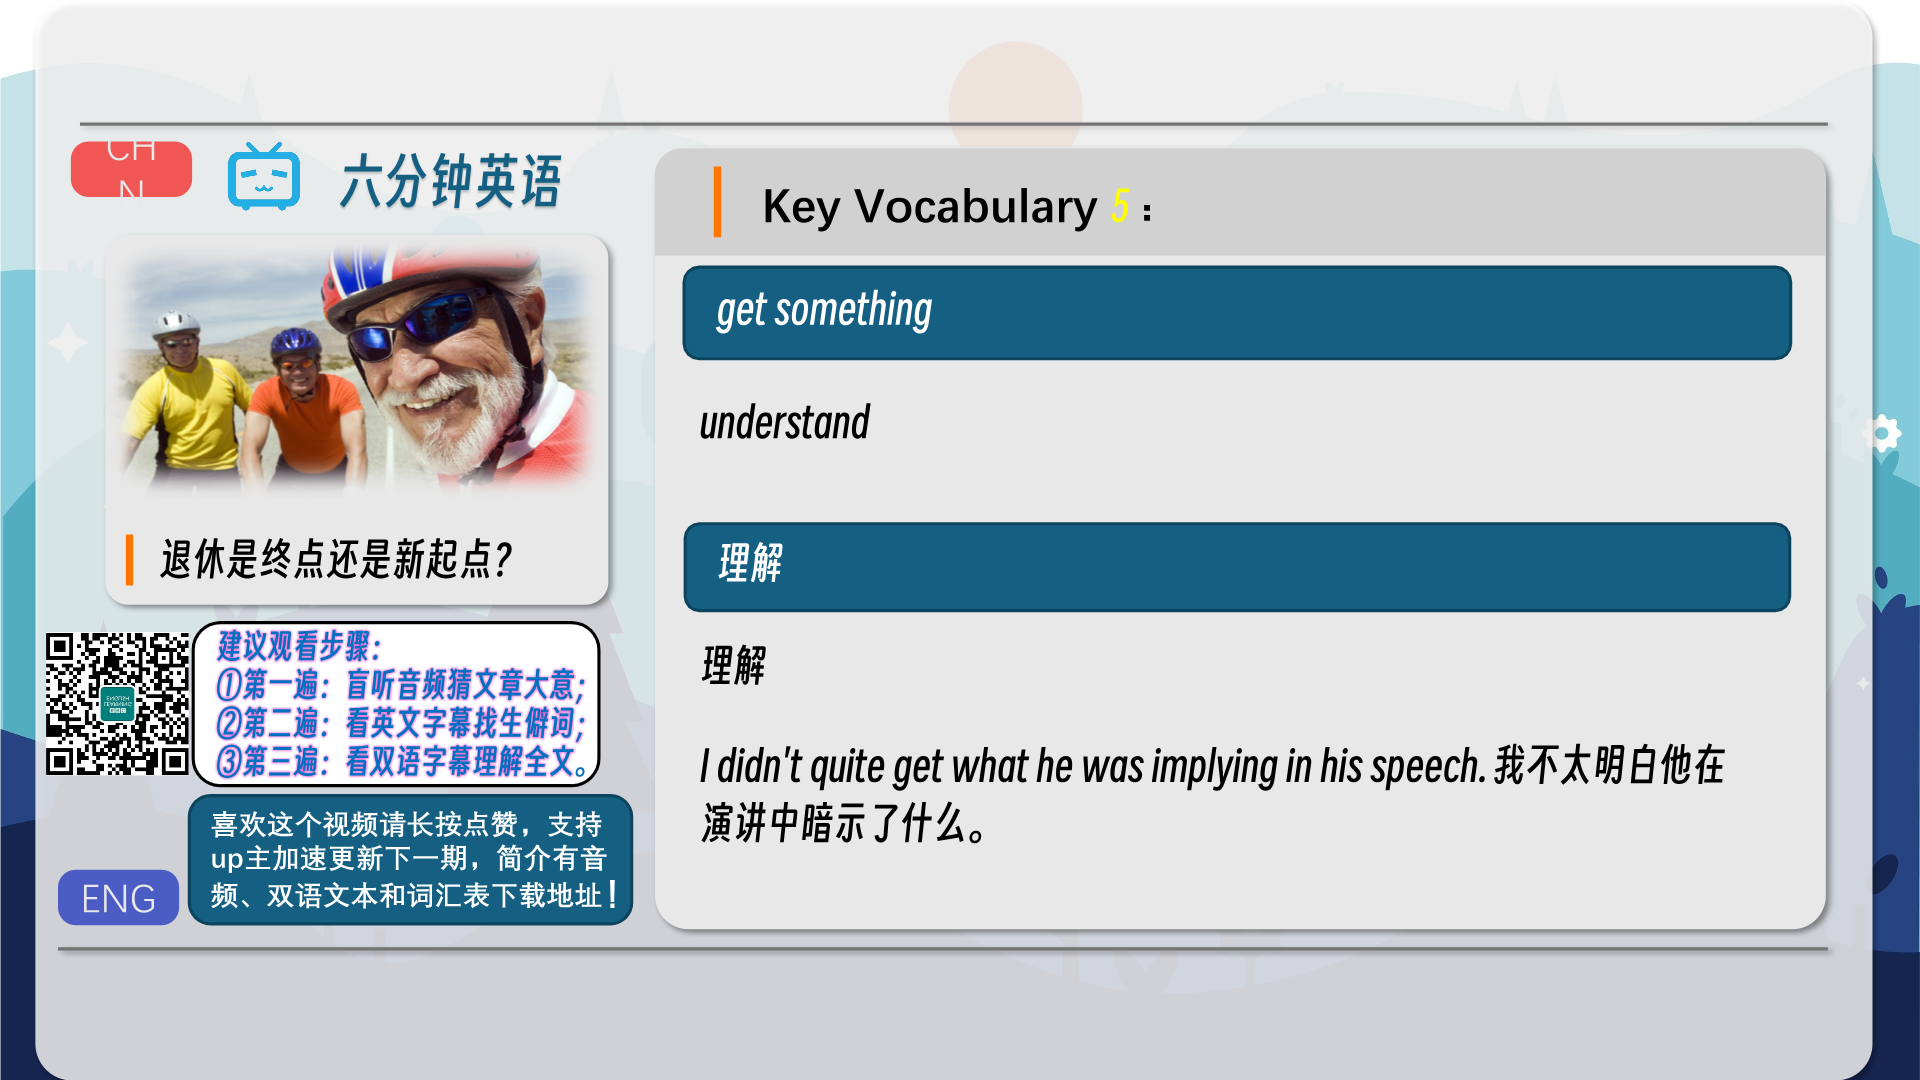 CH
N
六分钟英语
退休是终点还是新起点?
建议观看步骤:
①第一遍: 盲听音频猜文章大意;
②第二遍: 看英文字幕找生僻词;
③第三遍: 看双语字幕理解全文。
喜欢这个视频请长按点赞，支持
up主加速更新下一期，简介有音
频、双语文本和词汇表下载地址!
ENG
Key Vocabulary 5：
get something
understand
理解
理解
I didn't quite get what he was implying in his speech. 我不太明白他在
演讲中暗示了什么。